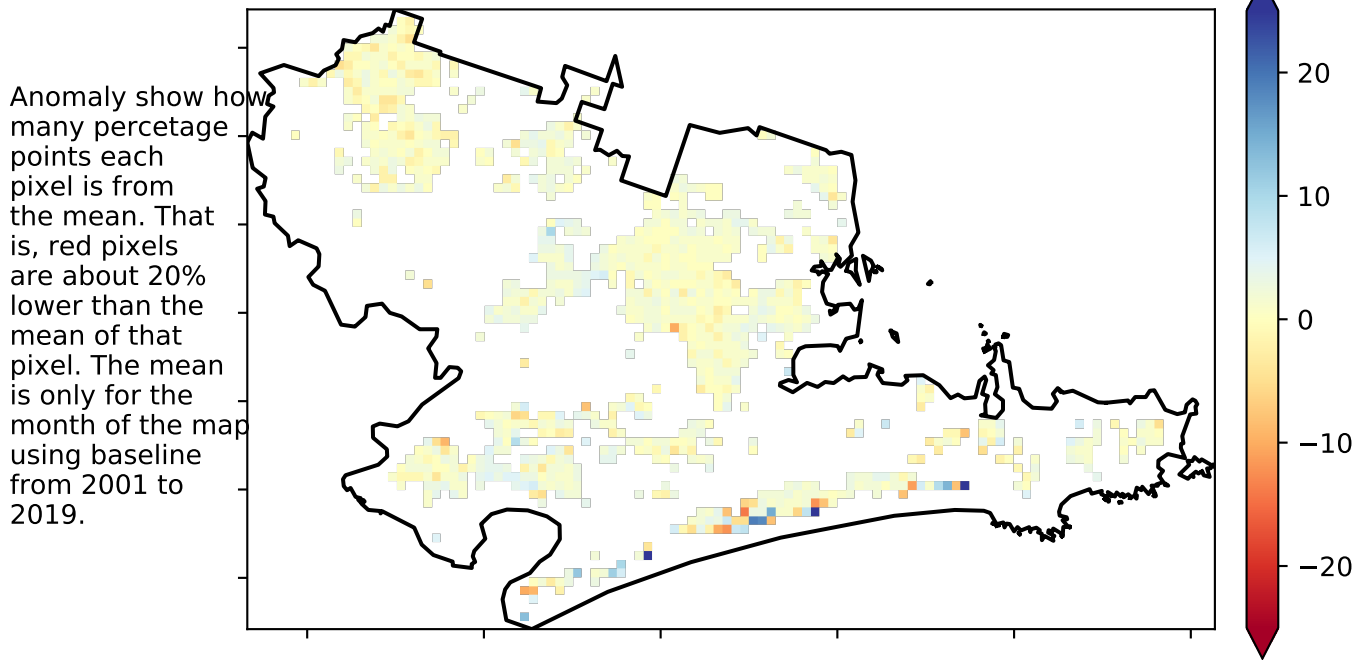 Anomaly show how
many percetage
points each
pixel is from
the mean. That
is, red pixels
are about 20%
lower than the
mean of that
pixel. The mean
is only for the
month of the map
using baseline
from 2001 to
2019.
20
10
0
−10
−20